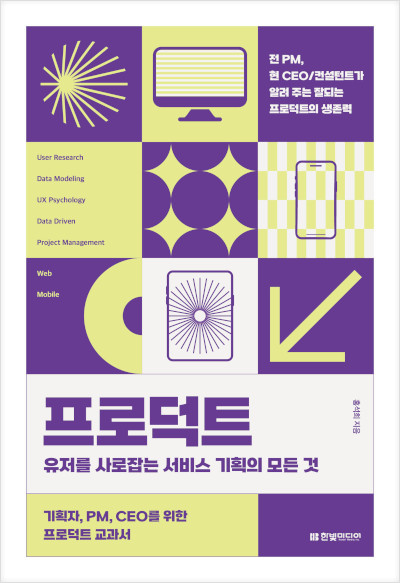 전 PM,
현 CEO/컨설턴트가
알려 주는 잘되는
프로덕트의 생존력
User Research
Data Modeling
UX Psychology
Data Driven
Project Management
Web
Mobile
프로덕트
유저를 사로잡는 서비스 기획의 모든 것
홍석희 지음
기획자, PM, CEO를 위한
프로덕트 교과서
한빛미디어